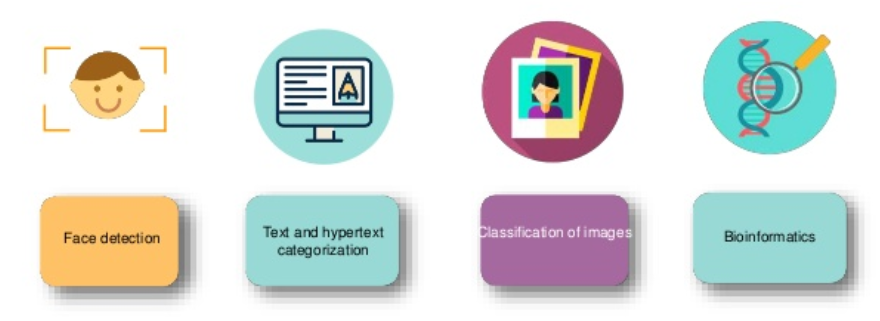 Face detection
Text and hypertext
categorization
Classification of images
Bioinformatics